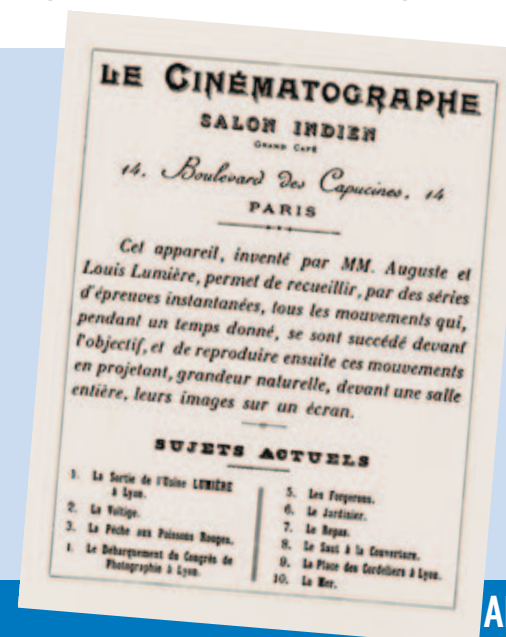 LE CINÉMATOGRAPHE
SALON INDIEN
GRAND CAFÉ
14, Boulevard des Capucines, 14
PARIS
Cet appareil, inventé par MM. Auguste et
Louis Lumière, permet de recueillir, par des séries
d'épreuves instantanées, tous les mouvements qui,
pendant un temps donné, se sont succédé devant
l'objectif, et de reproduire ensuite ces mouvements
en projetant, grandeur naturelle, devant une salle
entière, leurs images sur un écran.
SUJETS ACTUELS
1. La Sortie de l'Usine LUMIÈRE
à Lyon.
2. La Voltige.
3. La Pêche aux Poissons Rouges.
4. Le Débarquement du Congrès de
Photographie à Lyon.
5. Les Forgerons.
6. Le Jardinier.
7. Le Repas.
8. Le Saut à la Couverture.
9. La Place des Cordeliers à Lyon.
10. La Mer.